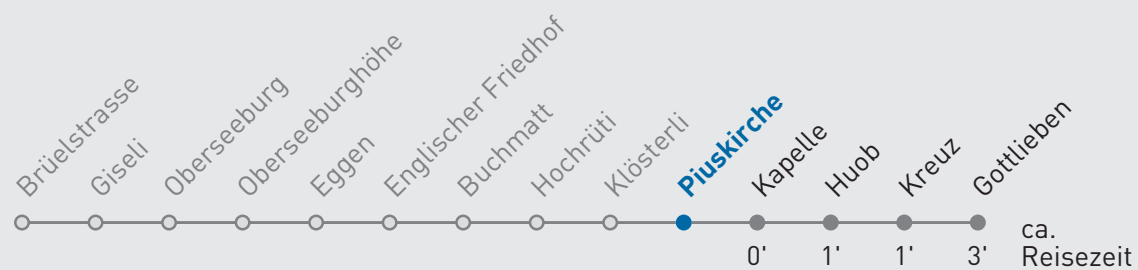 Brüelstrasse
Giseli
Oberseeburg
Oberseeburghöhe
Eggen
Englischer Friedhof
Buchmatt
Hochrüti
Klösterli
Piuskirche
Kapelle
Huob
Kreuz
Gottlieben
ca.
0' 1' 1' 3' Reisezeit